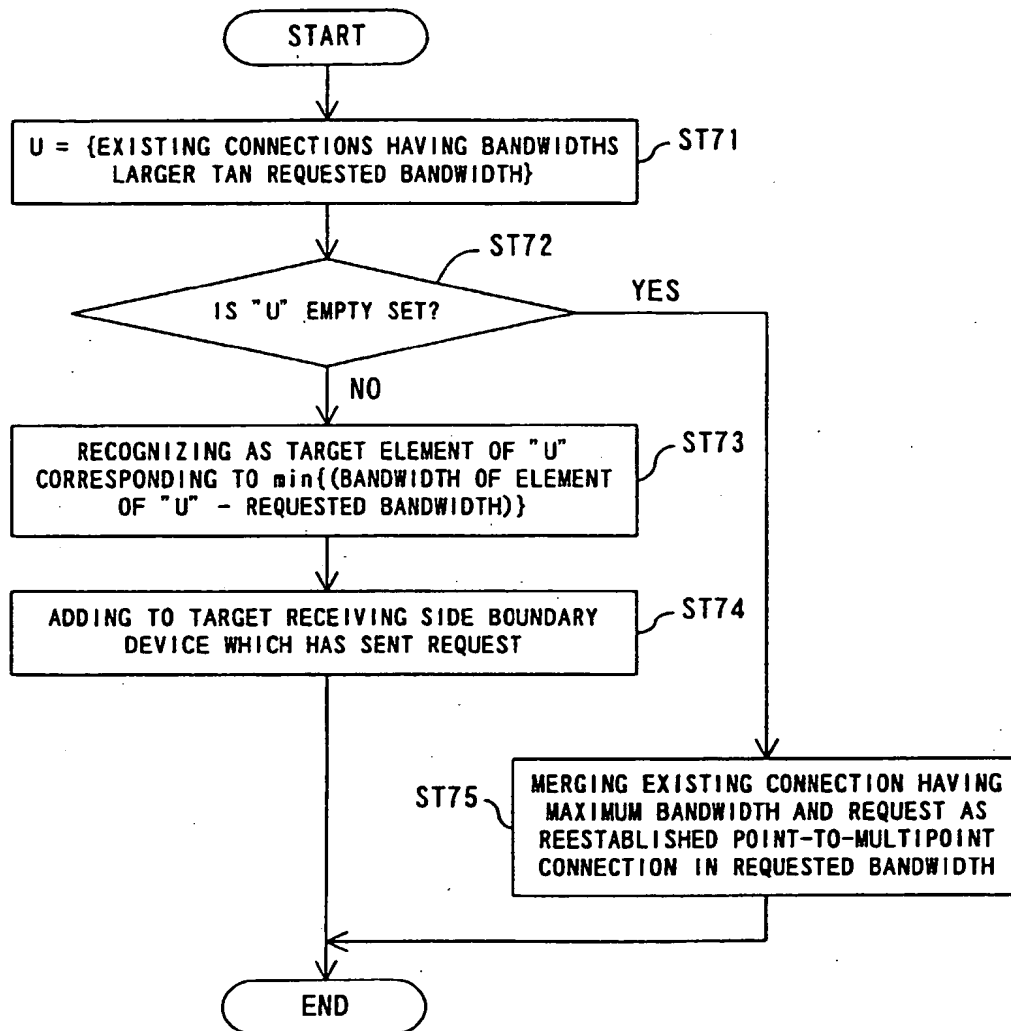 START
U = {EXISTING CONNECTIONS HAVING BANDWIDTHS
LARGER TAN REQUESTED BANDWIDTH}
ST71
ST72
IS "U" EMPTY SET?
YES
NO
RECOGNIZING AS TARGET ELEMENT OF "U"
CORRESPONDING TO min{(BANDWIDTH OF ELEMENT
OF "U" - REQUESTED BANDWIDTH)}
ST73
ADDING TO TARGET RECEIVING SIDE BOUNDARY
DEVICE WHICH HAS SENT REQUEST
ST74
ST75
MERGING EXISTING CONNECTION HAVING
MAXIMUM BANDWIDTH AND REQUEST AS
REESTABLISHED POINT-TO-MULTIPOINT
CONNECTION IN REQUESTED BANDWIDTH
END